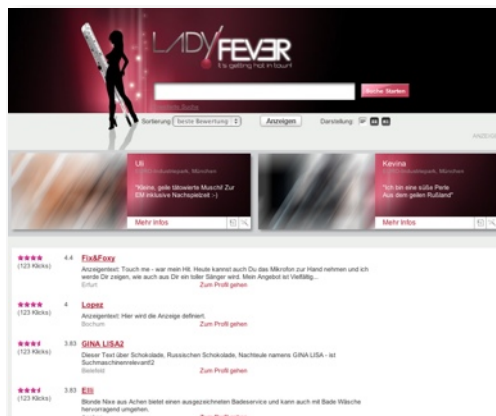 LADY FEVER
It's getting hot in town!
Suche Starten
Sortierung: beste Bewertung Anzeigen Darstellung:
ANZEIGE
Uli
Industriepark, München
"Kleine, geile tätowierte Muschi! Zur
EM inklusive Nachspielzeit :-)
Mehr Infos
Kevina
Industriepark, München
"Ich bin eine süße Perle
Aus dem geilen Rußland"
Mehr Infos
4.4 Fix&Foxy
(123 Klicks)
Anzeigentext: Touch me - war mein Hit. Heute kannst auch Du das Mikrofon zur Hand nehmen und ich
werde Dir zeigen, wie auch aus Dir ein toller Sänger wird. Mein Angebot ist Vielfältig...
Erfurt Zum Profil gehen
4 Lopez
(123 Klicks)
Anzeigentext: Hier wird die Anzeige definiert.
Bochum Zum Profil gehen
3.83 GINA LISA2
(123 Klicks)
Dieser Text über Schokolade, Russischen Schokolade, Nachteule namens GINA LISA - ist
Suchmaschinenrelevant!2
Bielefeld Zum Profil gehen
3.83 Elli
(123 Klicks)
Blonde Nixe aus Achen bietet einen ausgezeichneten Badeservice und kann auch mit Bade Wäsche
hervorragend umgehen.